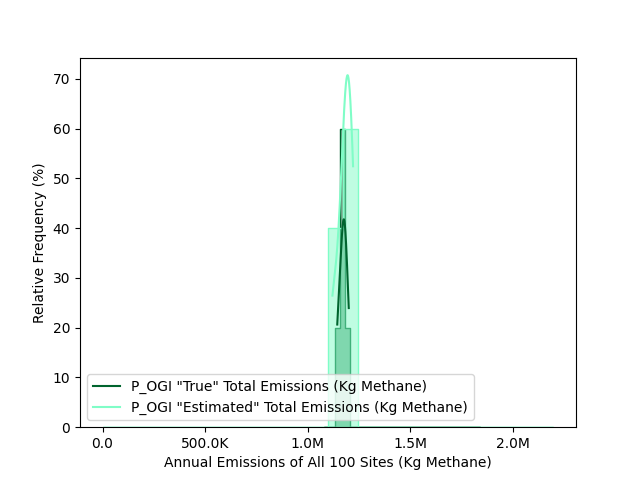 70
60
50
40
30
20
10
0
Relative Frequency (%)
P_OGI "True" Total Emissions (Kg Methane)
P_OGI "Estimated" Total Emissions (Kg Methane)
0.0 500.0K 1.0M 1.5M 2.0M
Annual Emissions of All 100 Sites (Kg Methane)